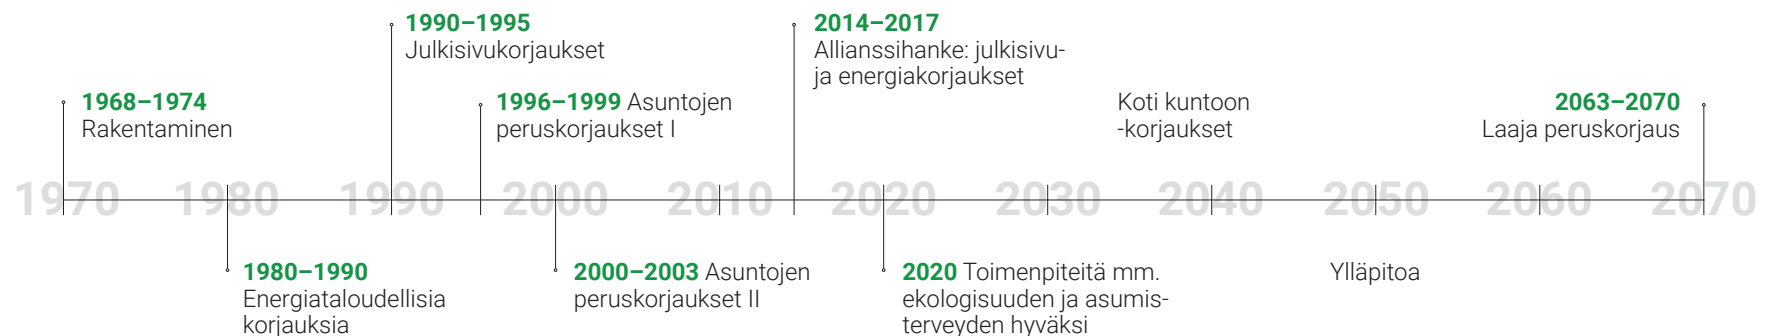 1990–1995
Julkisivukorjaukset
2014–2017
Allianssihanke: julkisivu-
ja energiakorjaukset
1968–1974
Rakentaminen
1996–1999 Asuntojen
peruskorjaukset I
Koti kuntoon
-korjaukset
2063–2070
Laaja peruskorjaus
1970 1980 1990 2000 2010 2020 2030 2040 2050 2060 2070
1980–1990
Energiataloudellisia
korjauksia
2000–2003 Asuntojen
peruskorjaukset II
2020 Toimenpiteitä mm.
ekologisuuden ja asumis-
terveyden hyväksi
Ylläpitoa